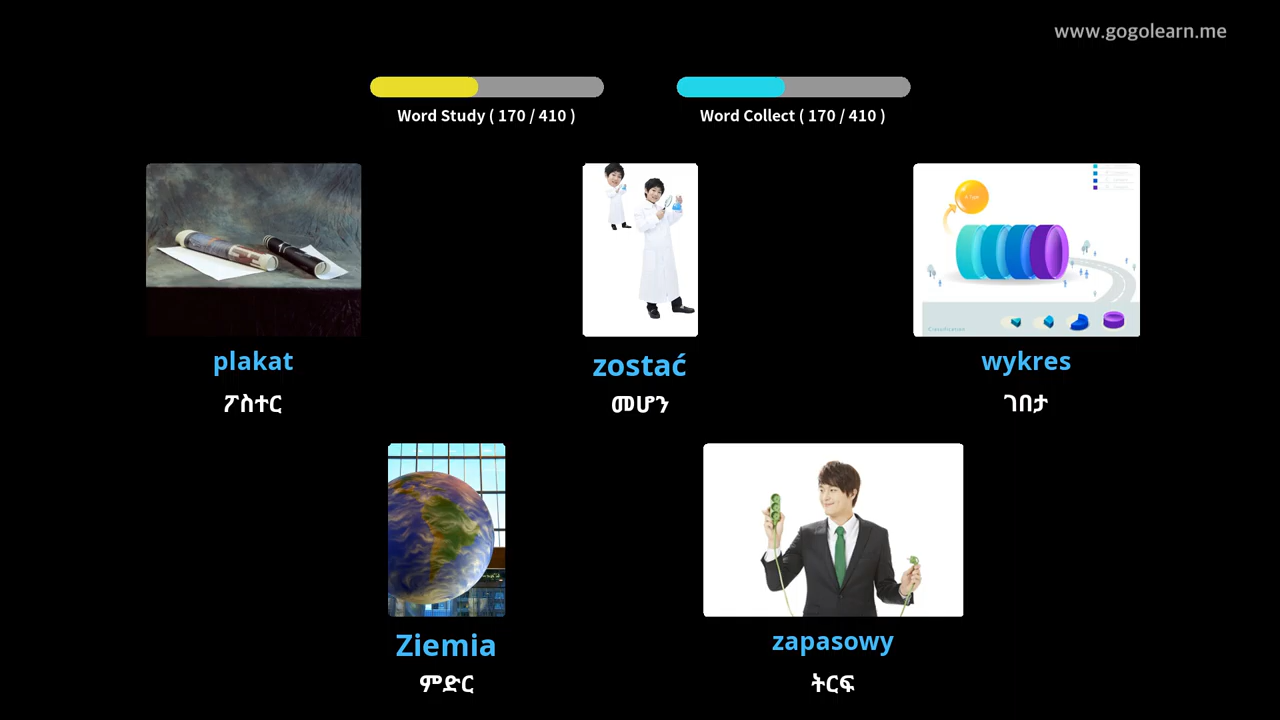 www.gogolearn.me
Word Study ( 170 / 410 )
Word Collect ( 170 / 410 )
plakat
ፖስተር
zostać
መሆን
wykres
ገበታ
Ziemia
ምድር
zapasowy
ትርፍ